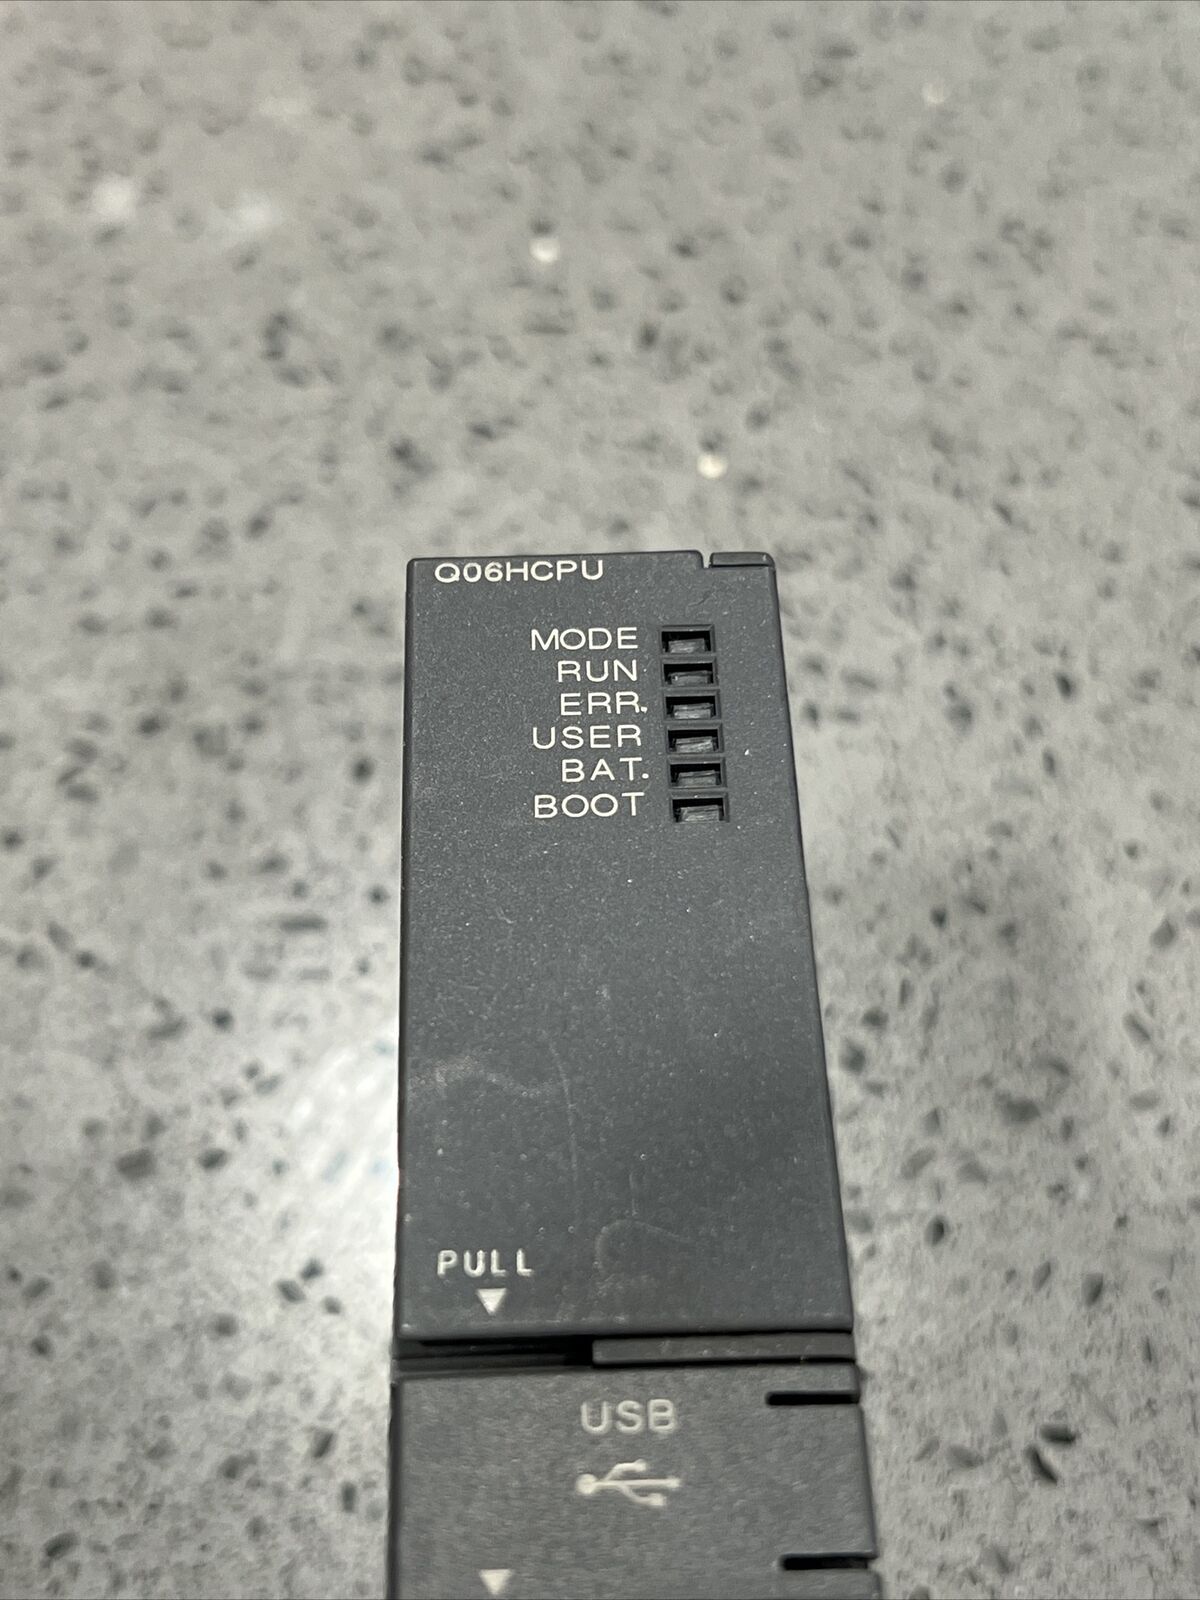 Q06HCPU
MODE
RUN
ERR.
USER
BAT.
BOOT
PULL
USB